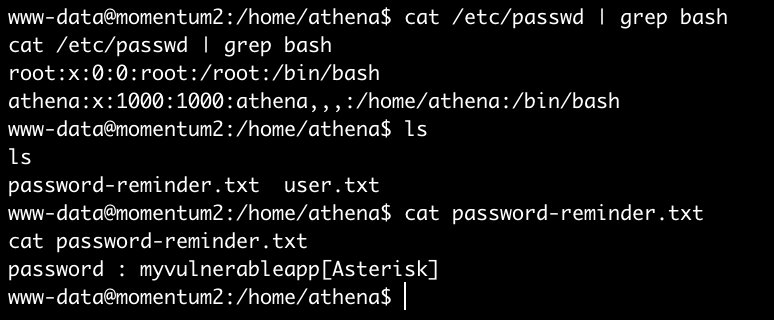 www-data@momentum2:/home/athena$ cat /etc/passwd | grep bash
cat /etc/passwd | grep bash
root:x:0:0:root:/root:/bin/bash
athena:x:1000:1000:athena,,,:/home/athena:/bin/bash
www-data@momentum2:/home/athena$ ls
ls
password-reminder.txt  user.txt
www-data@momentum2:/home/athena$ cat password-reminder.txt
cat password-reminder.txt
password : myvulnerableapp[Asterisk]
www-data@momentum2:/home/athena$